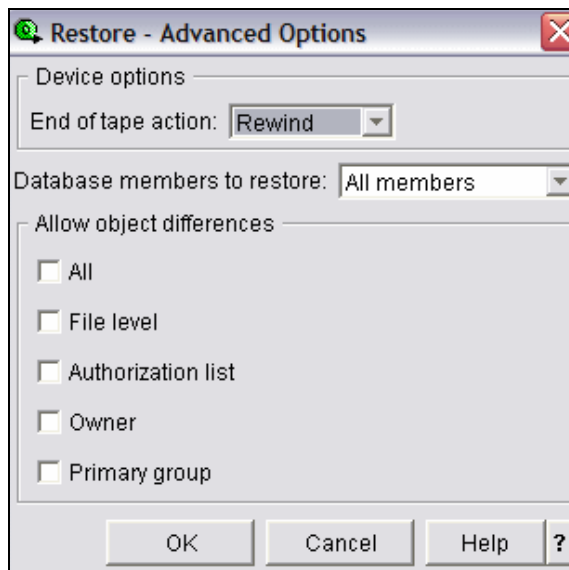 Restore - Advanced Options
Device options
End of tape action: Rewind
Database members to restore: All members
Allow object differences
All
File level
Authorization list
Owner
Primary group
OK Cancel Help ?